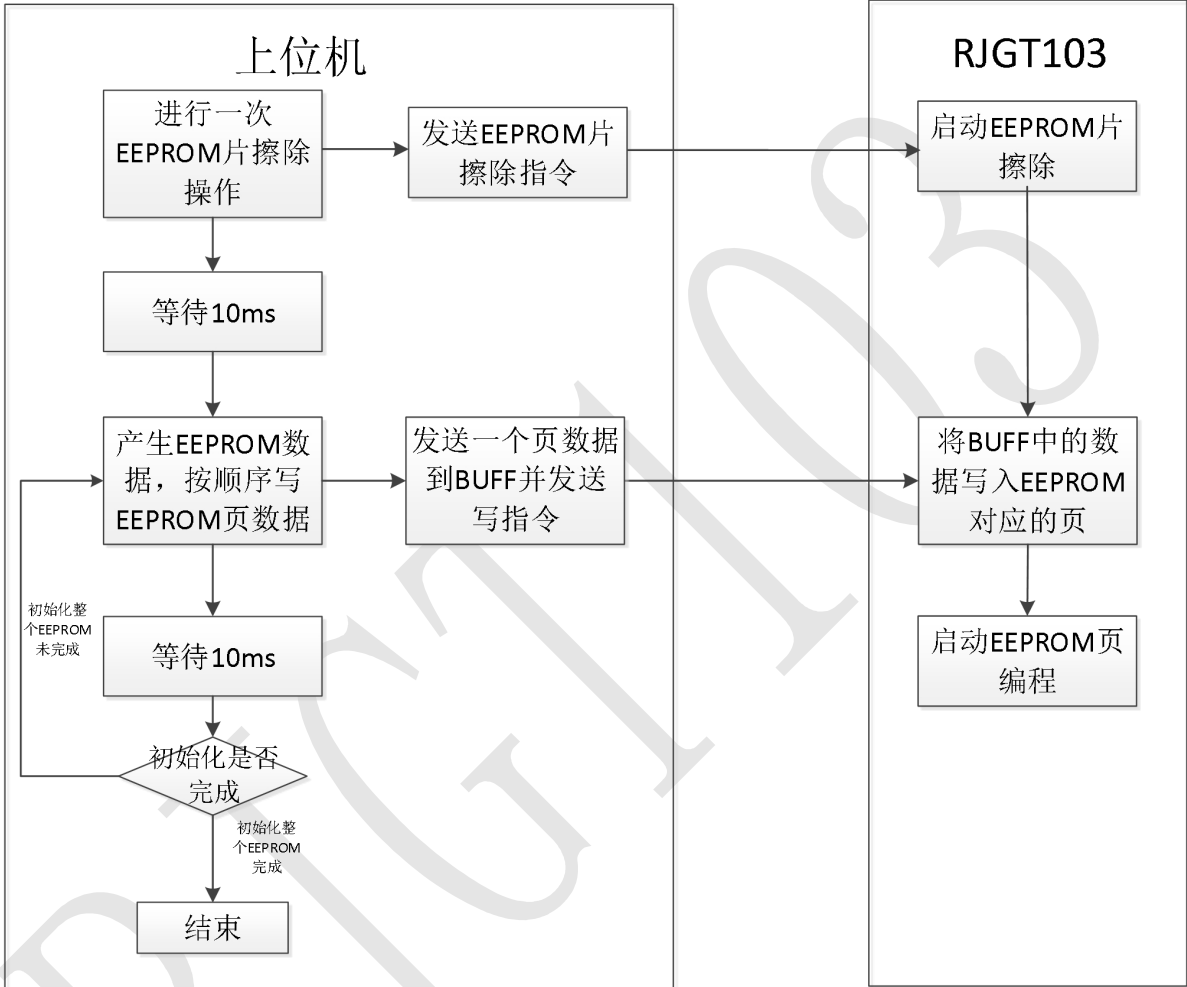 上位机
进行一次
EEPROM片擦除
操作
发送EEPROM片
擦除指令
等待10ms
产生EEPROM数
据，按顺序写
EEPROM页数据
发送一个页数据
到BUFF并发送
写指令
初始化整
个EEPROM
未完成
等待10ms
初始化是否
完成
初始化整
个EEPROM
完成
结束
RJGT103
启动EEPROM片
擦除
将BUFF中的数
据写入EEPROM
对应的页
启动EEPROM页
编程
RJGT103